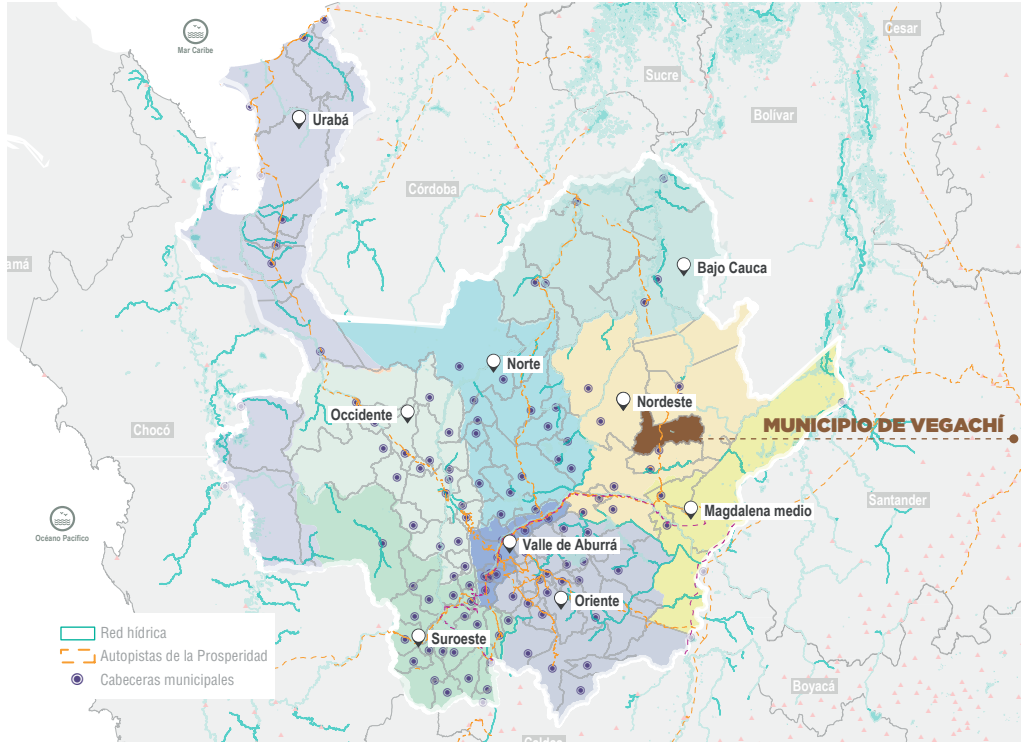 Mar Caribe
Cesar
Sucre
Bolívar
Urabá
Córdoba
amá
Bajo Cauca
Norte
Nordeste
Occidente
MUNICIPIO DE VEGACHÍ
Chocó
Santander
Magdalena medio
Océano Pacífico
Valle de Aburrá
Oriente
Suroeste
Red hídrica
Autopistas de la Prosperidad
Cabeceras municipales
Boyacá